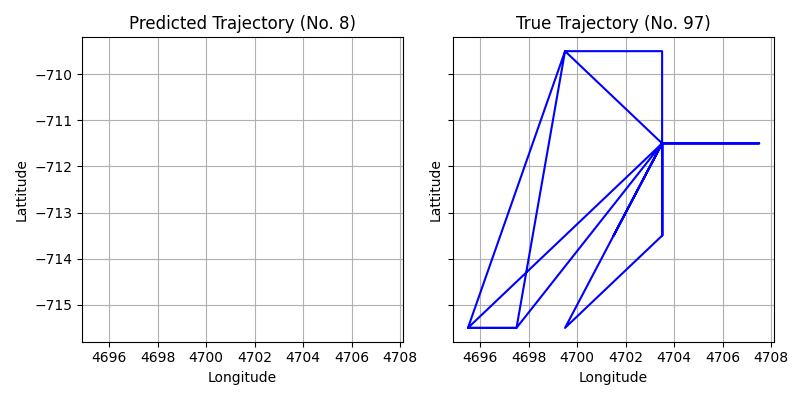 Predicted Trajectory (No. 8)
True Trajectory (No. 97)
Lattitude
−710
−711
−712
−713
−714
−715
4696 4698 4700 4702 4704 4706 4708
Longitude
Lattitude
4696 4698 4700 4702 4704 4706 4708
Longitude